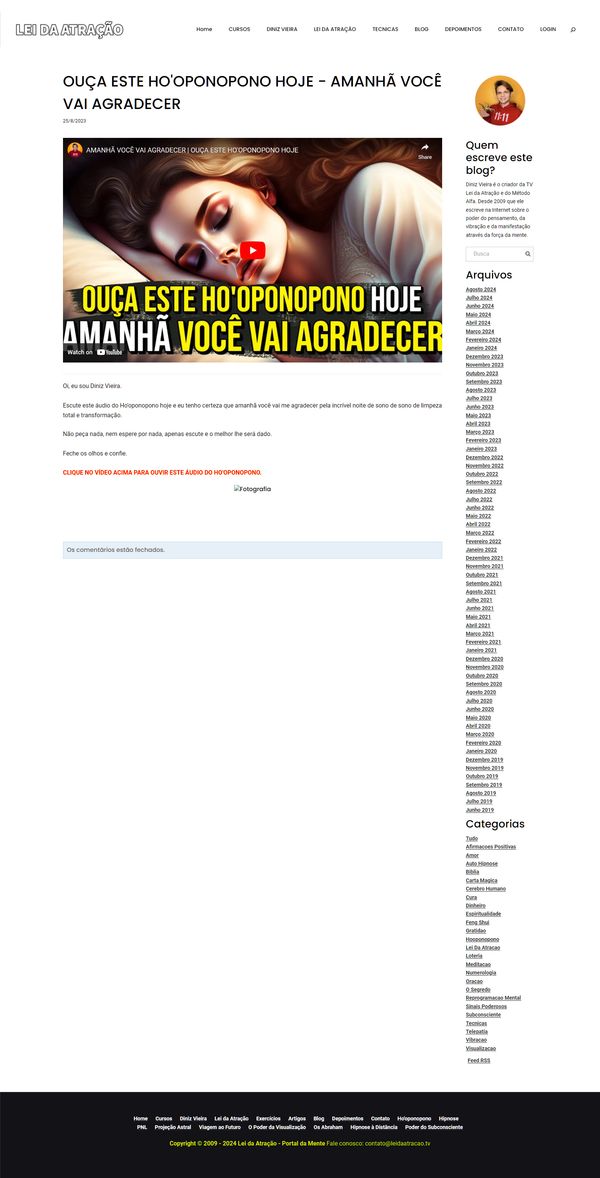 LEI DA ATRAÇÃO
Home CURSOS DINIZ VIEIRA LEI DA ATRAÇÃO TECNICAS BLOG DEPOIMENTOS CONTATO LOGIN
OUÇA ESTE HO'OPONOPONO HOJE - AMANHÃ VOCÊ
VAI AGRADECER
25/8/2023
AMANHÃ VOCÊ VAI AGRADECER | OUÇA ESTE HO'OPONOPONO HOJE
Share
OUÇA ESTE HO'OPONOPONO HOJE
AMANHÃ VOCÊ VAI AGRADECER
Watch on YouTube
Oi, eu sou Diniz Vieira.
Escute este áudio do Ho'oponopono hoje e eu tenho certeza que amanhã você vai me agradecer pela incrível noite de sono de sono de limpeza
total e transformação.
Não peça nada, nem espere por nada, apenas escute e o melhor lhe será dado.
Feche os olhos e confie.
CLIQUE NO VÍDEO ACIMA PARA OUVIR ESTE ÁUDIO DO HO'OPONOPONO.
Fotografia
Os comentários estão fechados.
11:11
Quem
escreve este
blog?
Diniz Vieira é o criador da TV
Lei da Atração e do Método
Alfa. Desde 2009 que ele
escreve na Internet sobre o
poder do pensamento, da
vibração e da manifestação
através da força da mente.
Busca
Arquivos
Agosto 2024
Julho 2024
Junho 2024
Maio 2024
Abril 2024
Março 2024
Fevereiro 2024
Janeiro 2024
Dezembro 2023
Novembro 2023
Outubro 2023
Setembro 2023
Agosto 2023
Julho 2023
Junho 2023
Maio 2023
Abril 2023
Março 2023
Fevereiro 2023
Janeiro 2023
Dezembro 2022
Novembro 2022
Outubro 2022
Setembro 2022
Agosto 2022
Julho 2022
Junho 2022
Maio 2022
Abril 2022
Março 2022
Fevereiro 2022
Janeiro 2022
Dezembro 2021
Novembro 2021
Outubro 2021
Setembro 2021
Agosto 2021
Julho 2021
Junho 2021
Maio 2021
Abril 2021
Março 2021
Fevereiro 2021
Janeiro 2021
Dezembro 2020
Novembro 2020
Outubro 2020
Setembro 2020
Agosto 2020
Julho 2020
Junho 2020
Maio 2020
Abril 2020
Março 2020
Fevereiro 2020
Janeiro 2020
Dezembro 2019
Novembro 2019
Outubro 2019
Setembro 2019
Agosto 2019
Julho 2019
Junho 2019
Categorias
Tudo
Afirmacoes Positivas
Amor
Auto Hipnose
Biblia
Carta Magica
Cerebro Humano
Cura
Dinheiro
Espiritualidade
Feng Shui
Gratidao
Hooponopono
Lei Da Atracao
Loteria
Meditacao
Numerologia
Oracao
O Segredo
Reprogramacao Mental
Sinais Poderosos
Subconsciente
Tecnicas
Telepatia
Vibracao
Visualizacao
Feed RSS
Home Cursos Diniz Vieira Lei da Atração Exercícios Artigos Blog Depoimentos Contato Ho'oponopono Hipnose
PNL Projeção Astral Viagem ao Futuro O Poder da Visualização Os Abraham Hipnose à Distância Poder do Subconsciente
Copyright © 2009 - 2024 Lei da Atração - Portal da Mente Fale conosco: contato@leidaatracao.tv